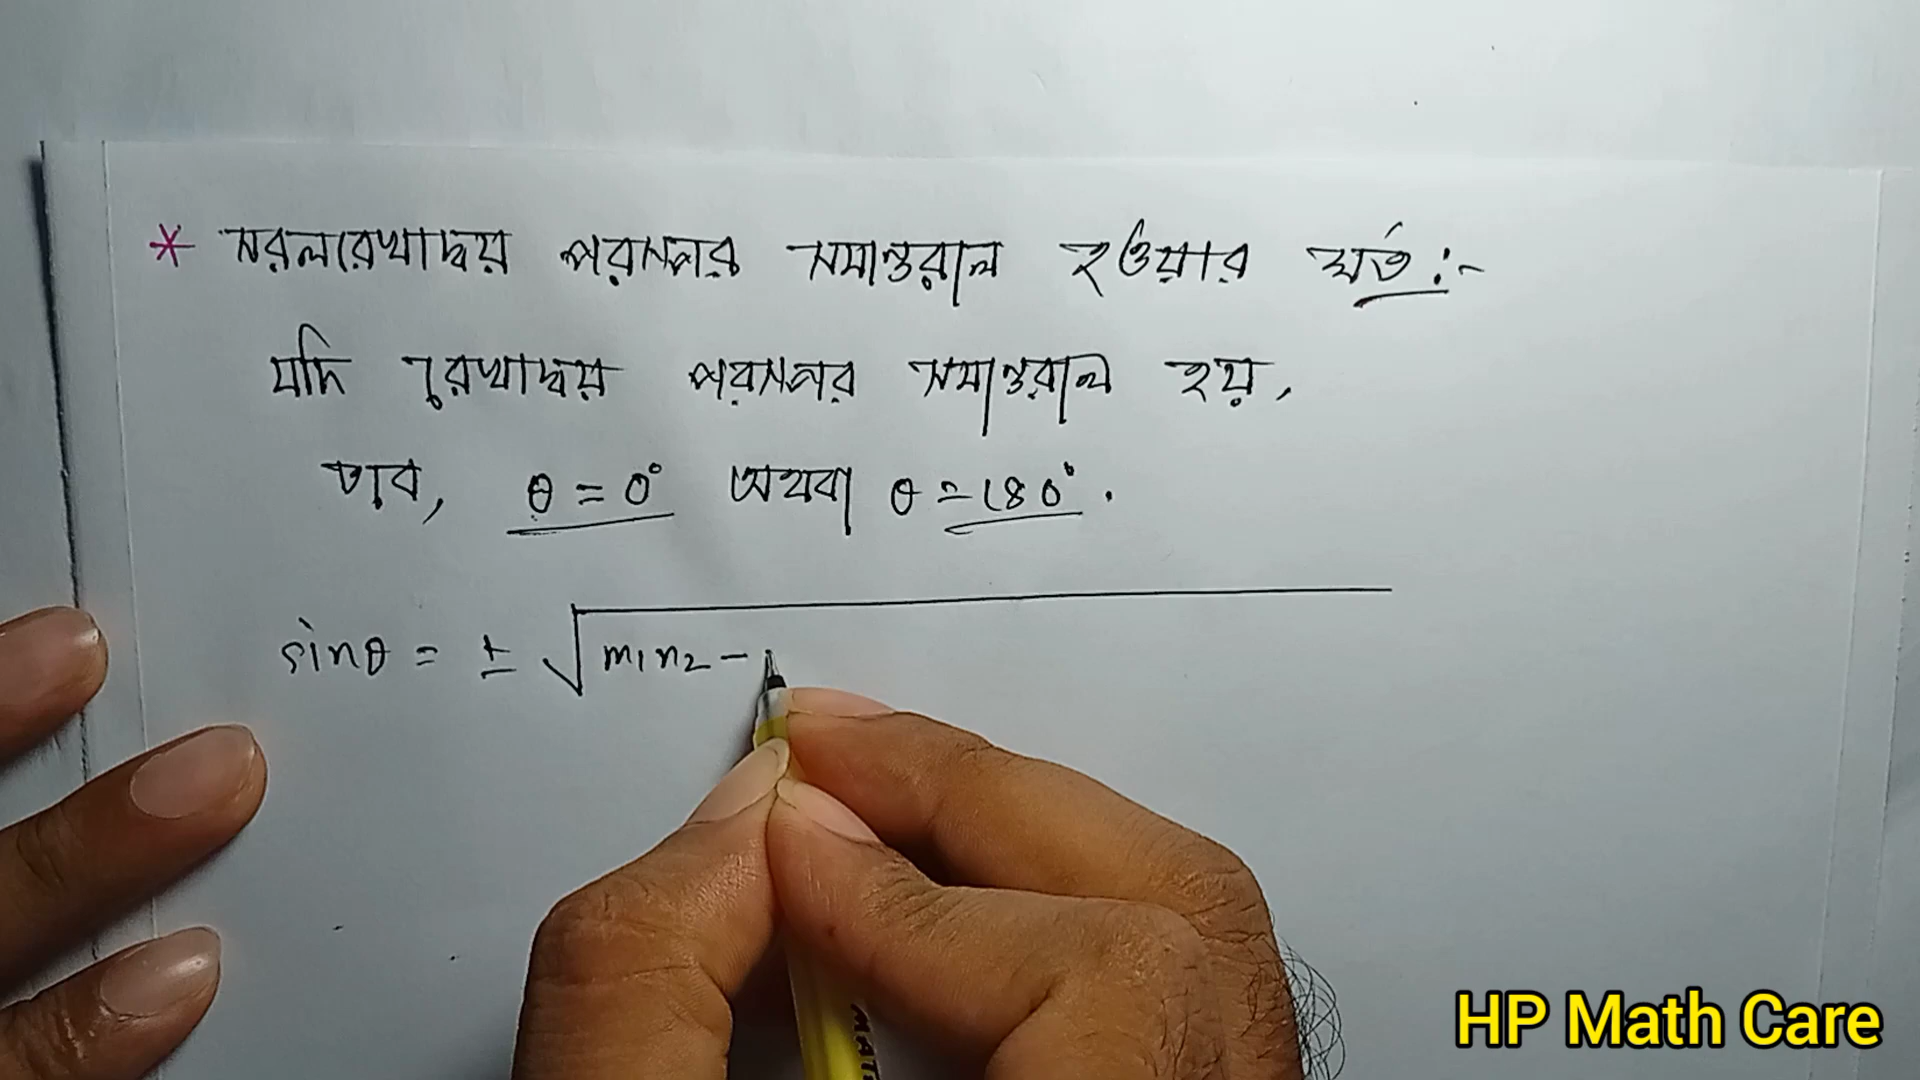 * সরলরেখাদ্বয় পরস্পর সমান্তরাল হওয়ার শর্ত :-
যদি রেখাদ্বয় পরস্পর সমান্তরাল হয়,
তবে, θ = 0° অথবা θ = 180°.
sinθ = ± √m₁n₂ -
HP Math Care